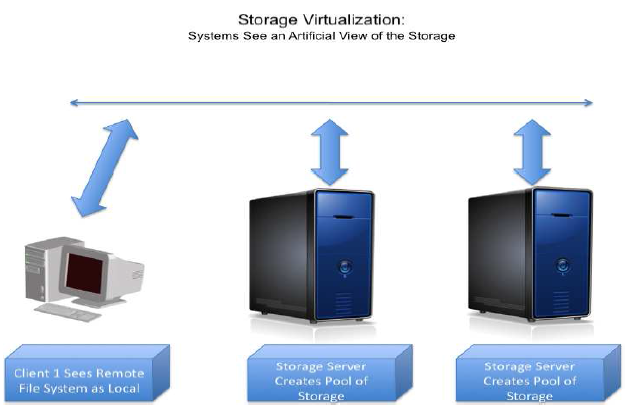 Storage Virtualization:
Systems See an Artificial View of the Storage
Client 1 Sees Remote
File System as Local
Storage Server
Creates Pool of
Storage
Storage Server
Creates Pool of
Storage